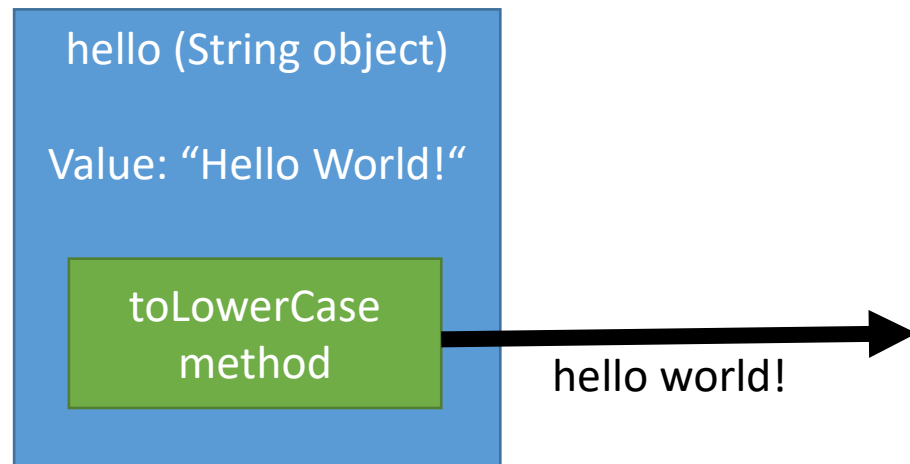 hello (String object)
Value: “Hello World!“
toLowerCase
method
hello world!